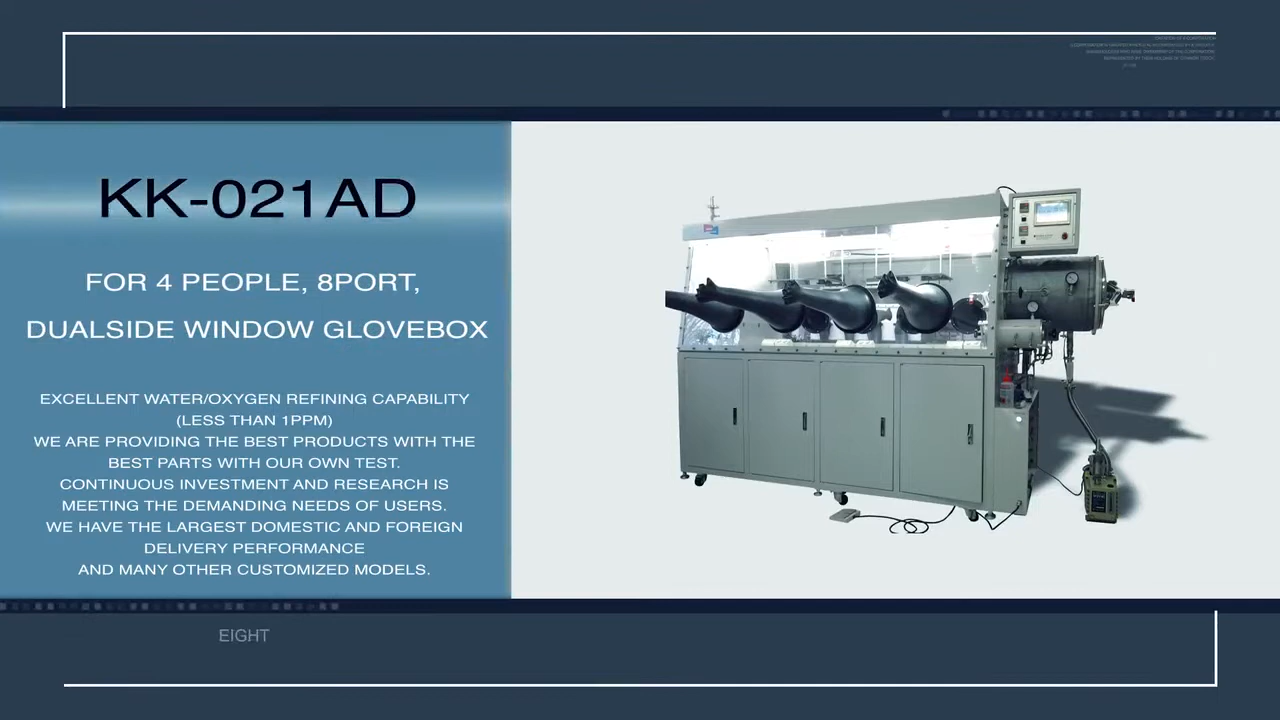 KK-021AD
FOR 4 PEOPLE, 8PORT,
DUALSIDE WINDOW GLOVEBOX
EXCELLENT WATER/OXYGEN REFINING CAPABILITY
(LESS THAN 1PPM)
WE ARE PROVIDING THE BEST PRODUCTS WITH THE
BEST PARTS WITH OUR OWN TEST.
CONTINUOUS INVESTMENT AND RESEARCH IS
MEETING THE DEMANDING NEEDS OF USERS.
WE HAVE THE LARGEST DOMESTIC AND FOREIGN
DELIVERY PERFORMANCE
AND MANY OTHER CUSTOMIZED MODELS.
EIGHT